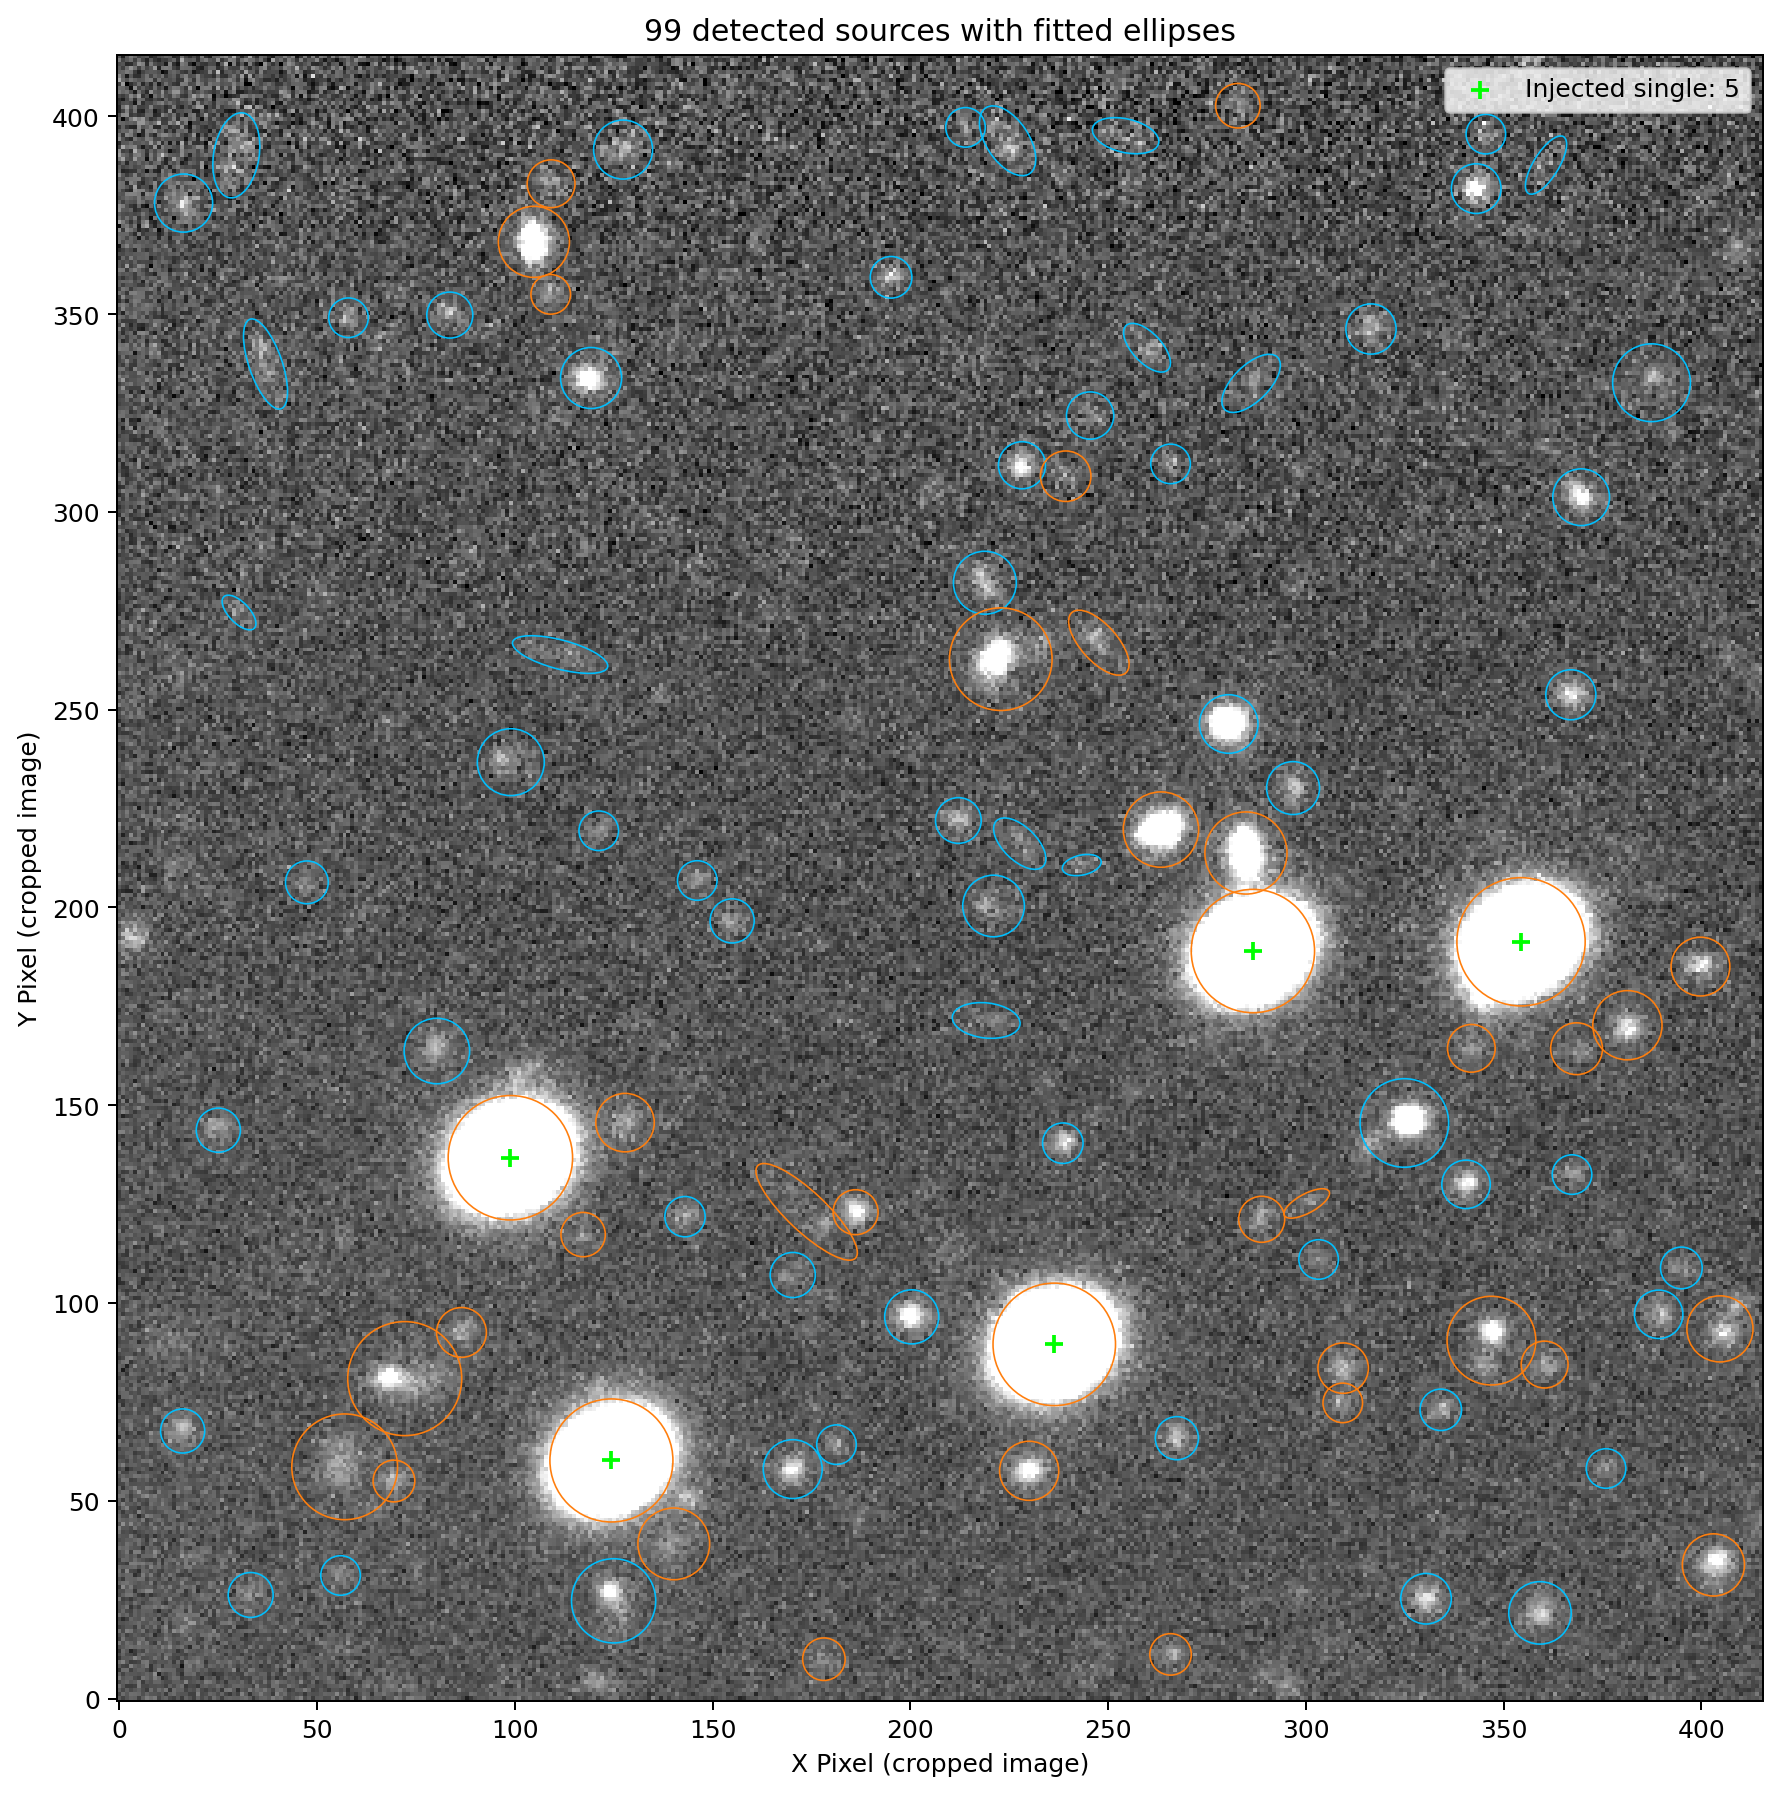 99 detected sources with fitted ellipses
Injected single: 5
400
350
300
250
200
150
100
50
0
Y Pixel (cropped image)
0 50 100 150 200 250 300 350 400
X Pixel (cropped image)